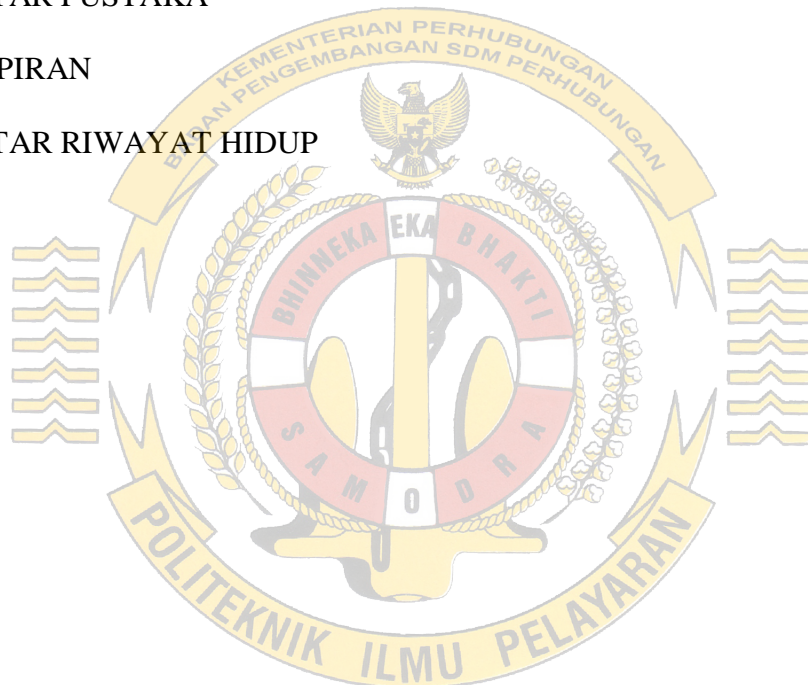 TAR PUSTAKA
PIRAN
TAR RIWAYAT HIDUP
KEMENTERIAN PERHUBUNGAN
BADAN PENGEMBANGAN SDM PERHUBUNGAN
BHINNEKA EKA BHAKTI
SAMODRA
POLITEKNIK ILMU PELAYARAN